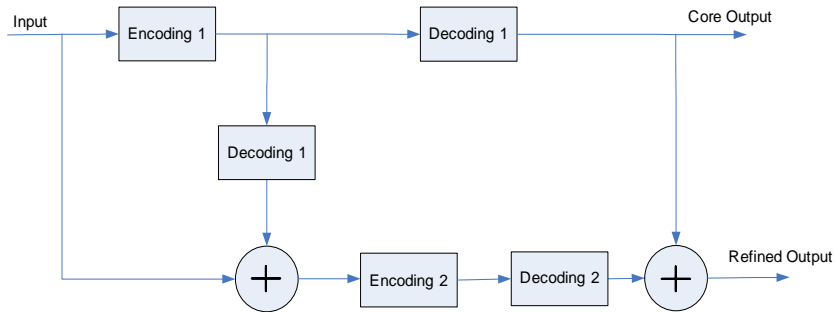 Input
Encoding 1
Decoding 1
Core Output
Decoding 1
+
Encoding 2
Decoding 2
+
Refined Output